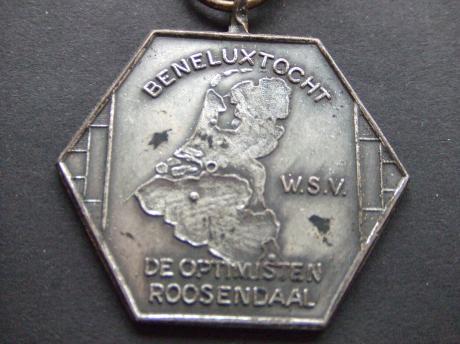 BENELUXTOCHT
W.S.V.
DE OPTIMISTEN
ROOSENDAAL